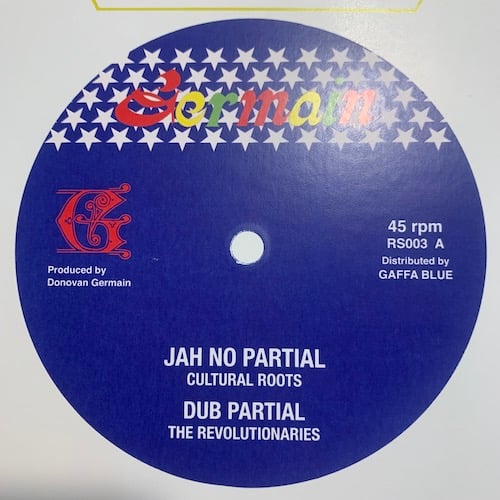 Germain
G
45 rpm
RS003 A
Distributed by
GAFFA BLUE
Produced by
Donovan Germain
JAH NO PARTIAL
CULTURAL ROOTS
DUB PARTIAL
THE REVOLUTIONARIES